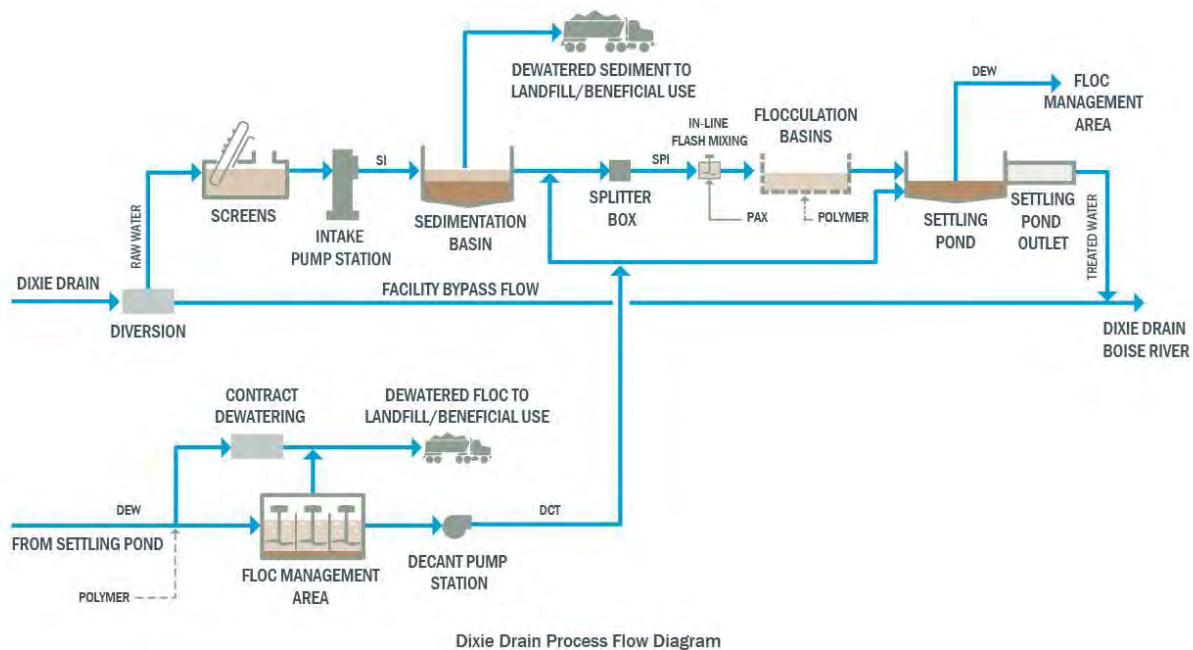 DEWATERED SEDIMENT TO
LANDFILL/BENEFICIAL USE
DEW
FLOC
MANAGEMENT
AREA
IN-LINE
FLASH MIXING
FLOCCULATION
BASINS
RAW WATER
SCREENS
INTAKE
PUMP STATION
SI
SEDIMENTATION
BASIN
SPLITTER
BOX
SPI
PAX
POLYMER
SETTLING
POND
SETTLING
POND
OUTLET
TREATED WATER
DIXIE DRAIN
DIVERSION
FACILITY BYPASS FLOW
DIXIE DRAIN
BOISE RIVER
CONTRACT
DEWATERING
DEWATERED FLOC TO
LANDFILL/BENEFICIAL USE
DEW
FROM SETTLING POND
POLYMER
FLOC MANAGEMENT
AREA
DECANT PUMP
STATION
DCT
Dixie Drain Process Flow Diagram